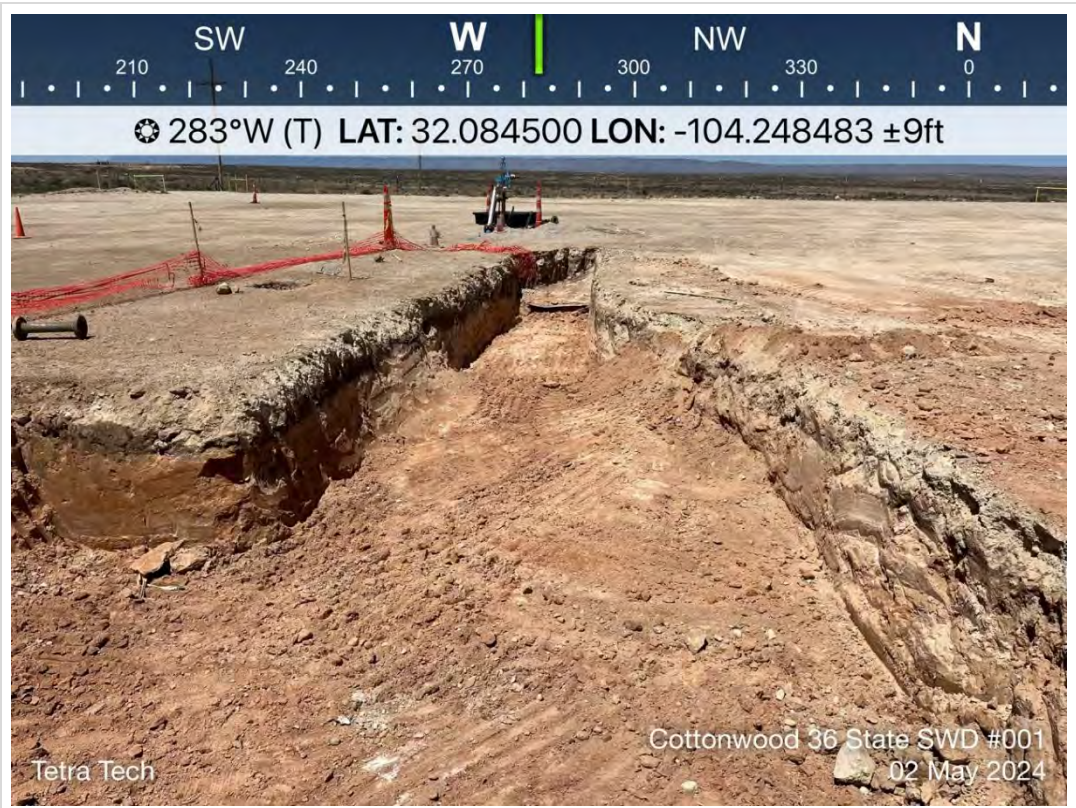 SW W NW N
210 240 270 300 330 0
283°W (T) LAT: 32.084500 LON: -104.248483 ±9ft
Cottonwood 36 State SWD #001
Tetra Tech 02 May 2024